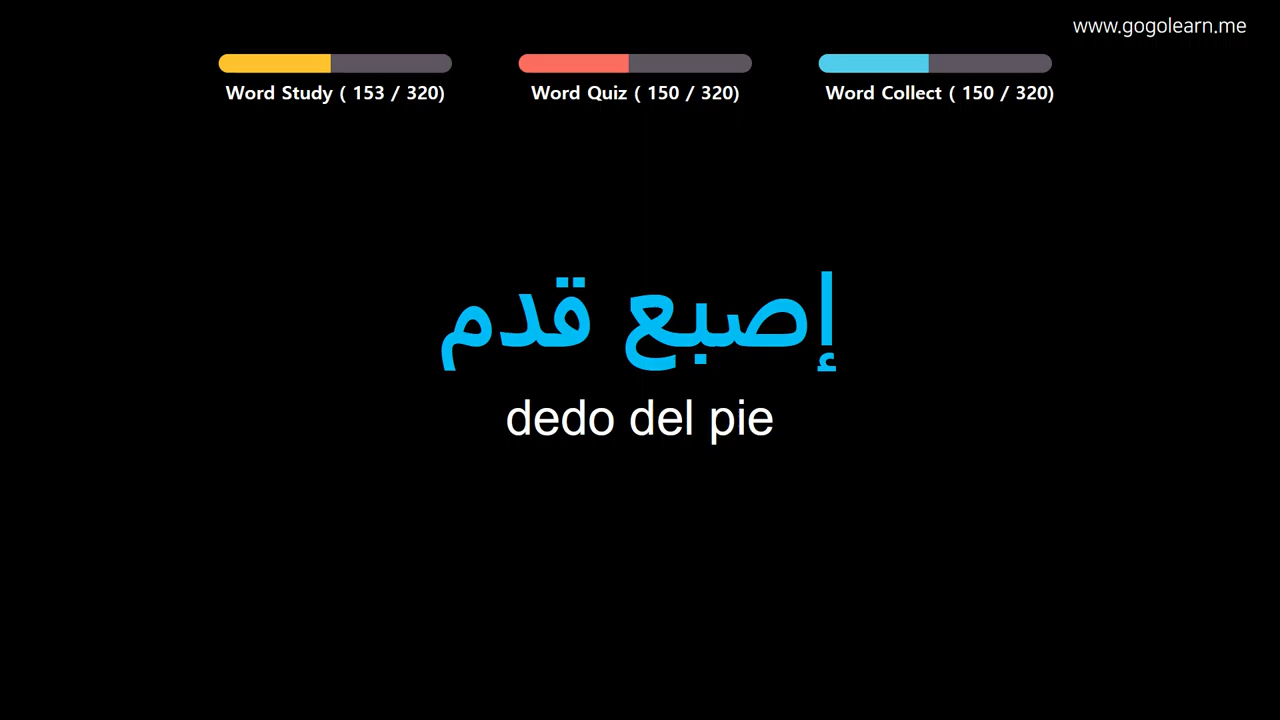 www.gogolearn.me
Word Study ( 153 / 320)
Word Quiz ( 150 / 320)
Word Collect ( 150 / 320)
إصبع قدم
dedo del pie